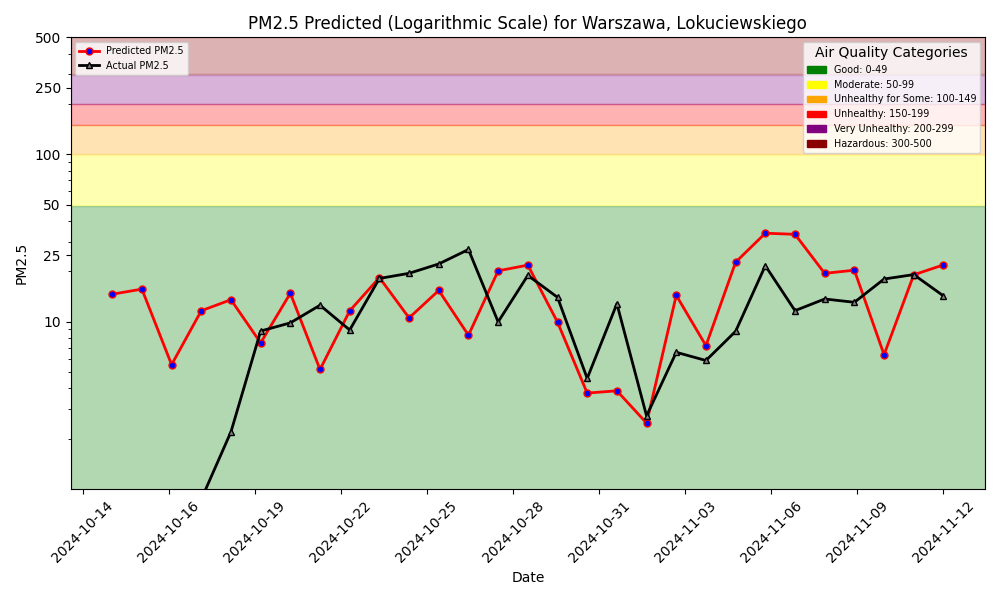 PM2.5 Predicted (Logarithmic Scale) for Warszawa, Lokuciewskiego
Predicted PM2.5
Actual PM2.5
Air Quality Categories
Good: 0-49
Moderate: 50-99
Unhealthy for Some: 100-149
Unhealthy: 150-199
Very Unhealthy: 200-299
Hazardous: 300-500
500
250
100
50
25
10
PM2.5
2024-10-14
2024-10-16
2024-10-19
2024-10-22
2024-10-25
2024-10-28
2024-10-31
2024-11-03
2024-11-06
2024-11-09
2024-11-12
Date